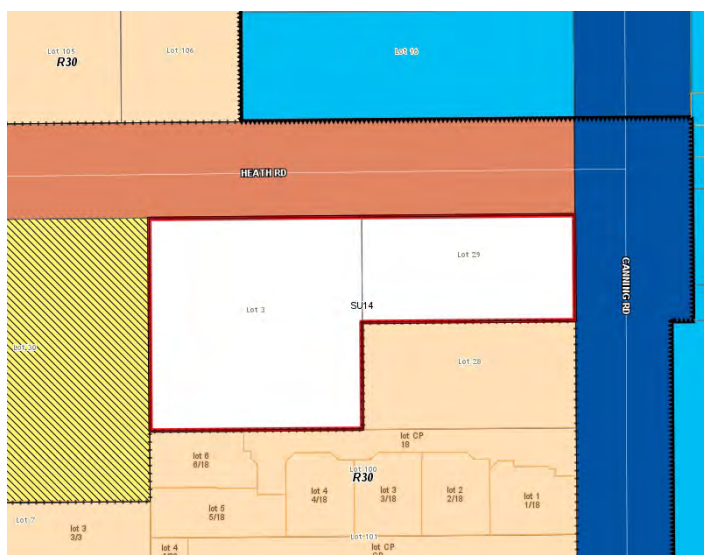 Lot 105
R30
Lot 106
Lot 16
HEATH RD
Lot 29
CANNING RD
SU14
Lot 3
Lot 28
lot CP
18
lot 6
6/18
Lot 100
R30
lot 4
4/18
lot 3
3/18
lot 2
2/18
lot 1
1/18
lot 5
5/18
Lot 7
lot 3
3/3
Lot 101
lot 4
lot CP